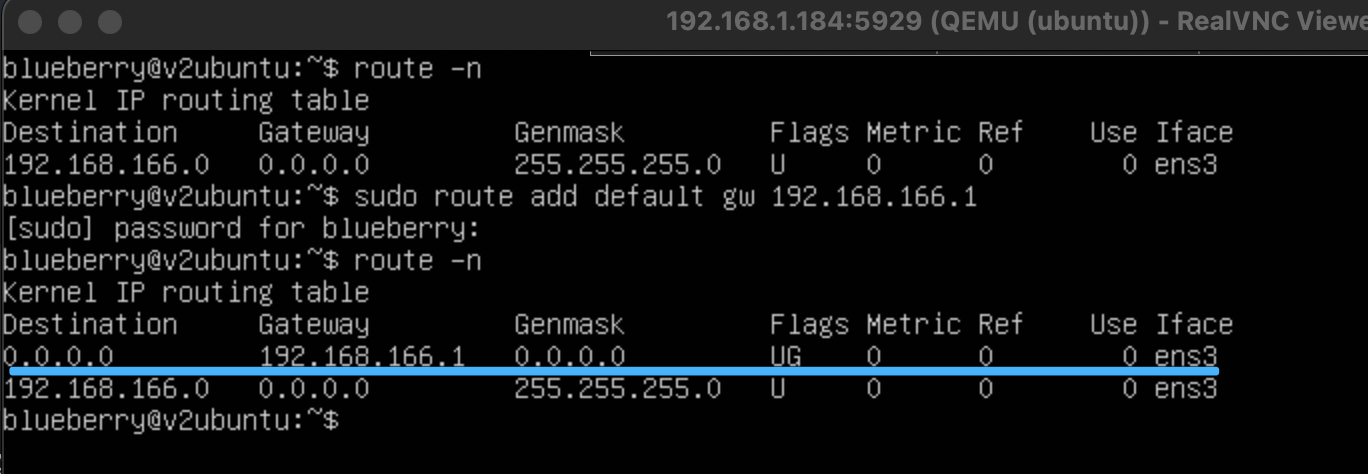 192.168.1.184:5929 (QEMU (ubuntu)) - RealVNC Viewe
blueberry@v2ubuntu:~$ route -n
Kernel IP routing table
Destination     Gateway         Genmask         Flags Metric Ref    Use Iface
192.168.166.0   0.0.0.0         255.255.255.0   U     0      0        0 ens3
blueberry@v2ubuntu:~$ sudo route add default gw 192.168.166.1
[sudo] password for blueberry:
blueberry@v2ubuntu:~$ route -n
Kernel IP routing table
Destination     Gateway         Genmask         Flags Metric Ref    Use Iface
0.0.0.0         192.168.166.1   0.0.0.0         UG    0      0        0 ens3
192.168.166.0   0.0.0.0         255.255.255.0   U     0      0        0 ens3
blueberry@v2ubuntu:~$